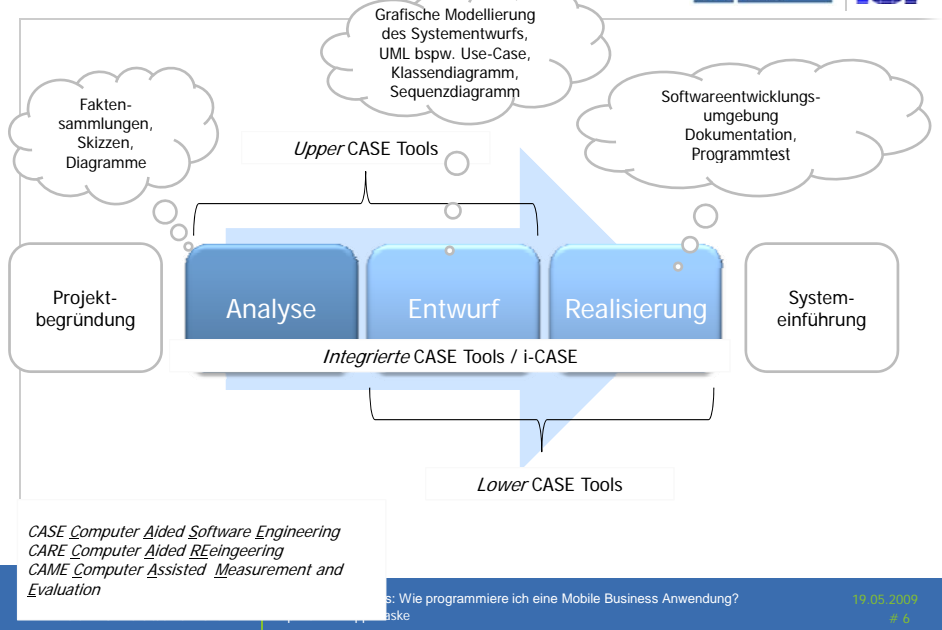 Grafische Modellierung
des Systementwurfs,
UML bspw. Use-Case,
Klassendiagramm,
Sequenzdiagramm
Fakten-
sammlungen,
Skizzen,
Diagramme
Softwareentwicklungs-
umgebung
Dokumentation,
Programmtest
Upper CASE Tools
Projekt-
begründung
Analyse
Entwurf
Realisierung
System-
einführung
Integrierte CASE Tools / i-CASE
Lower CASE Tools
CASE Computer Aided Software Engineering
CARE Computer Aided REeingeering
CAME Computer Assisted Measurement and
Evaluation
: Wie programmiere ich eine Mobile Business Anwendung?
19.05.2009
# 6